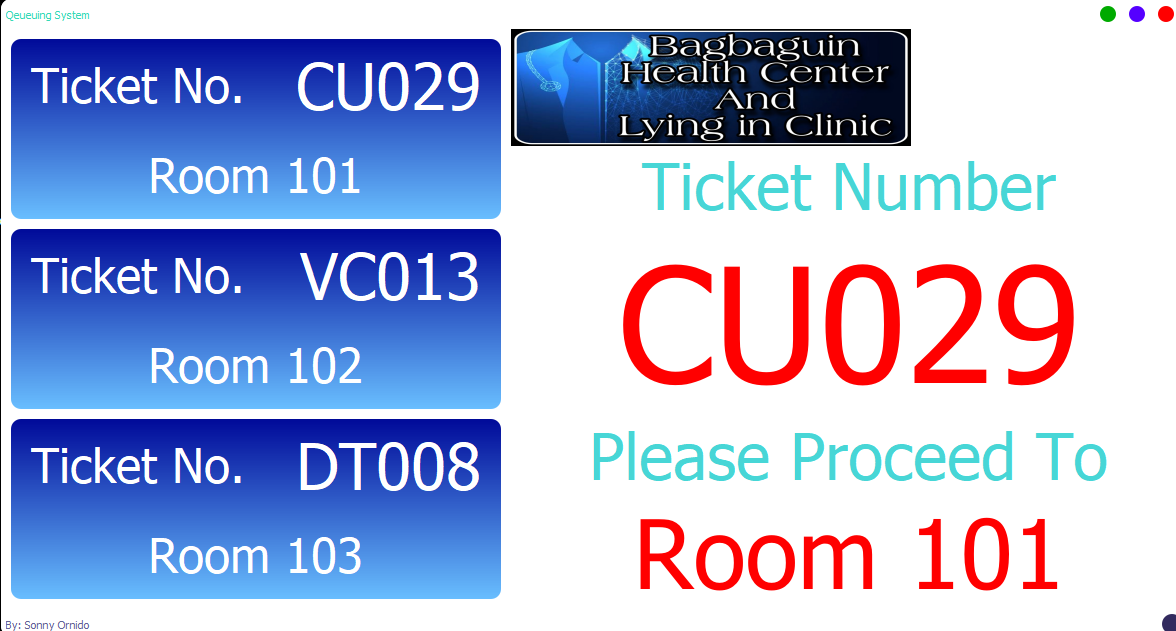 Qeueuing System
Ticket No. CU029
Room 101
Ticket No. VC013
Room 102
Ticket No. DT008
Room 103
Bagbaguin
Health Center
And
Lying in Clinic
Ticket Number
CU029
Please Proceed To
Room 101
By: Sonny Ornido